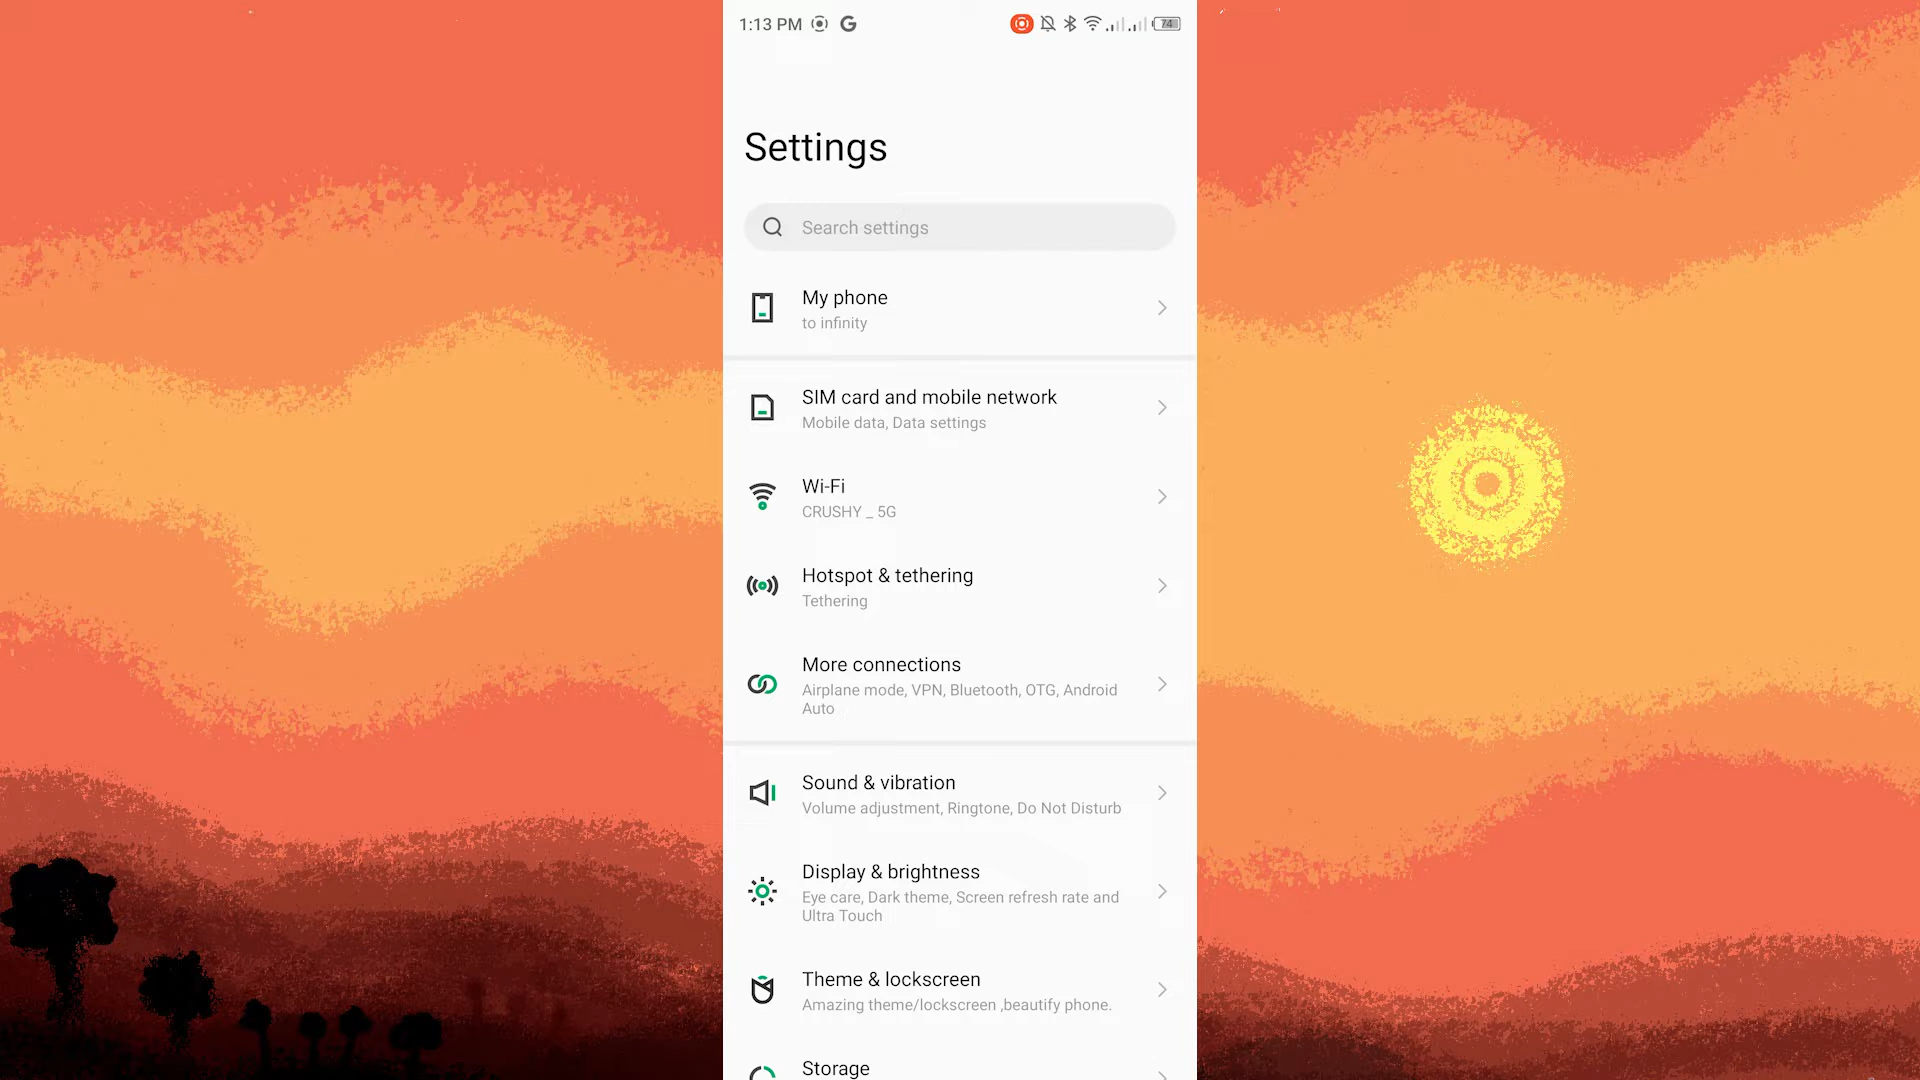 1:13 PM G 74
Settings
Search settings
My phone
to infinity
SIM card and mobile network
Mobile data, Data settings
Wi-Fi
CRUSHY _ 5G
Hotspot & tethering
Tethering
More connections
Airplane mode, VPN, Bluetooth, OTG, Android
Auto
Sound & vibration
Volume adjustment, Ringtone, Do Not Disturb
Display & brightness
Eye care, Dark theme, Screen refresh rate and
Ultra Touch
Theme & lockscreen
Amazing theme/lockscreen ,beautify phone.
Storage